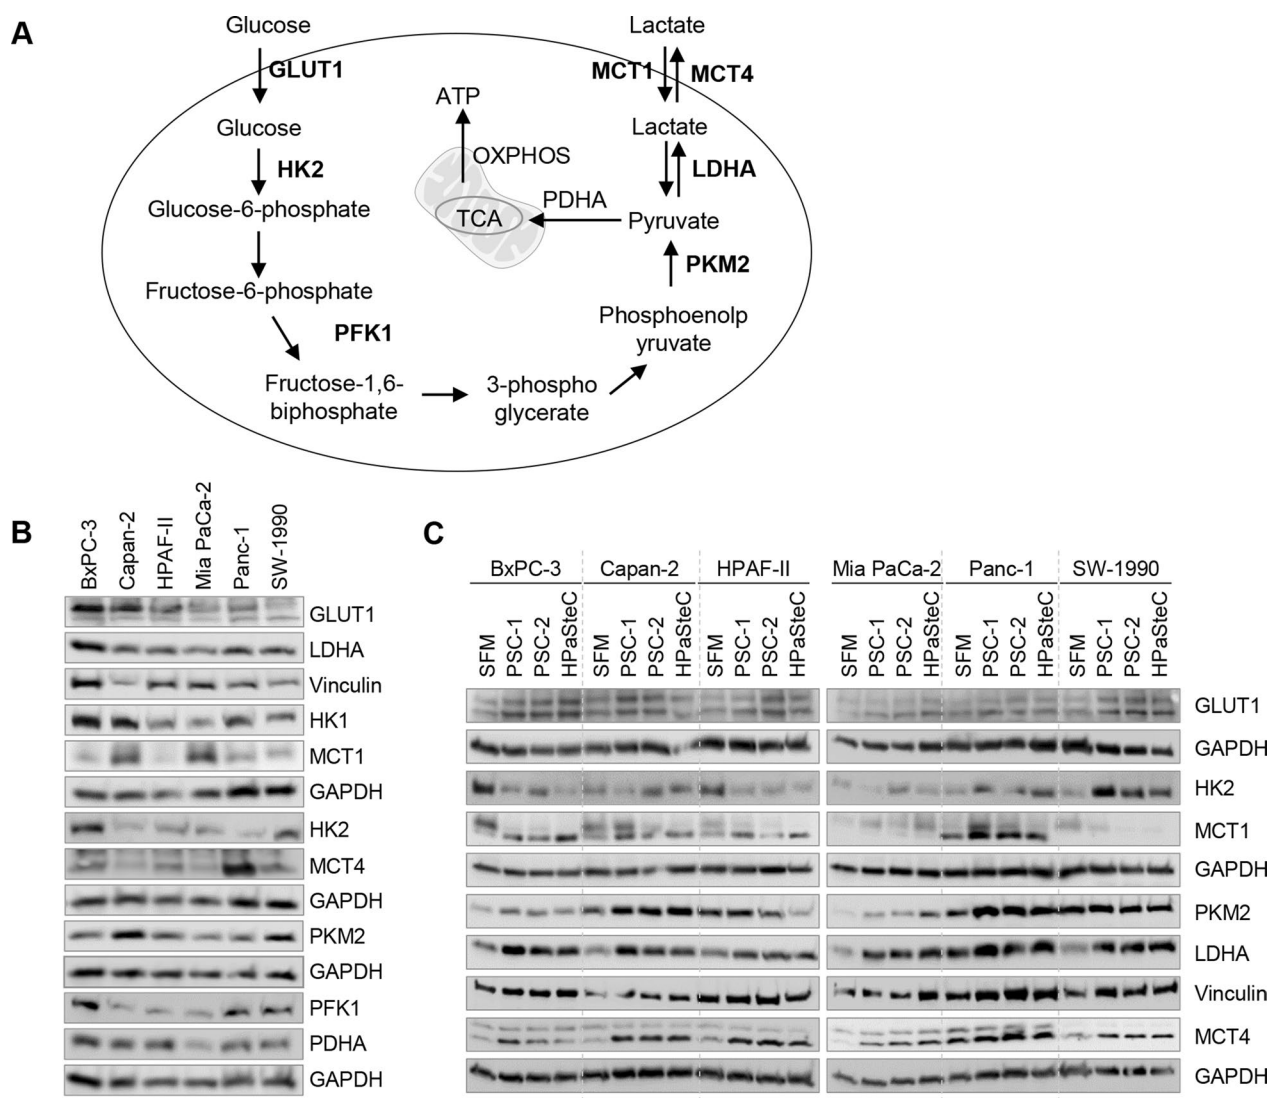 A
Glucose
Lactate
GLUT1
MCT1
MCT4
ATP
Glucose
Lactate
OXPHOS
HK2
LDHA
Glucose-6-phosphate
PDHA
TCA
Pyruvate
PKM2
Fructose-6-phosphate
PFK1
Phosphoenolp
yruvate
Fructose-1,6-
biphosphate
3-phospho
glycerate
B
BxPC-3
Capan-2
HPAF-II
Mia PaCa-2
Panc-1
SW-1990
GLUT1
LDHA
Vinculin
HK1
MCT1
GAPDH
HK2
MCT4
GAPDH
PKM2
GAPDH
PFK1
PDHA
GAPDH
C
BxPC-3 Capan-2 HPAF-II Mia PaCa-2 Panc-1 SW-1990
SFM PSC-1 PSC-2 HPaSteC SFM PSC-1 PSC-2 HPaSteC SFM PSC-1 PSC-2 HPaSteC SFM PSC-1 PSC-2 HPaSteC SFM PSC-1 PSC-2 HPaSteC SFM PSC-1 PSC-2 HPaSteC
GLUT1
GAPDH
HK2
MCT1
GAPDH
PKM2
LDHA
Vinculin
MCT4
GAPDH